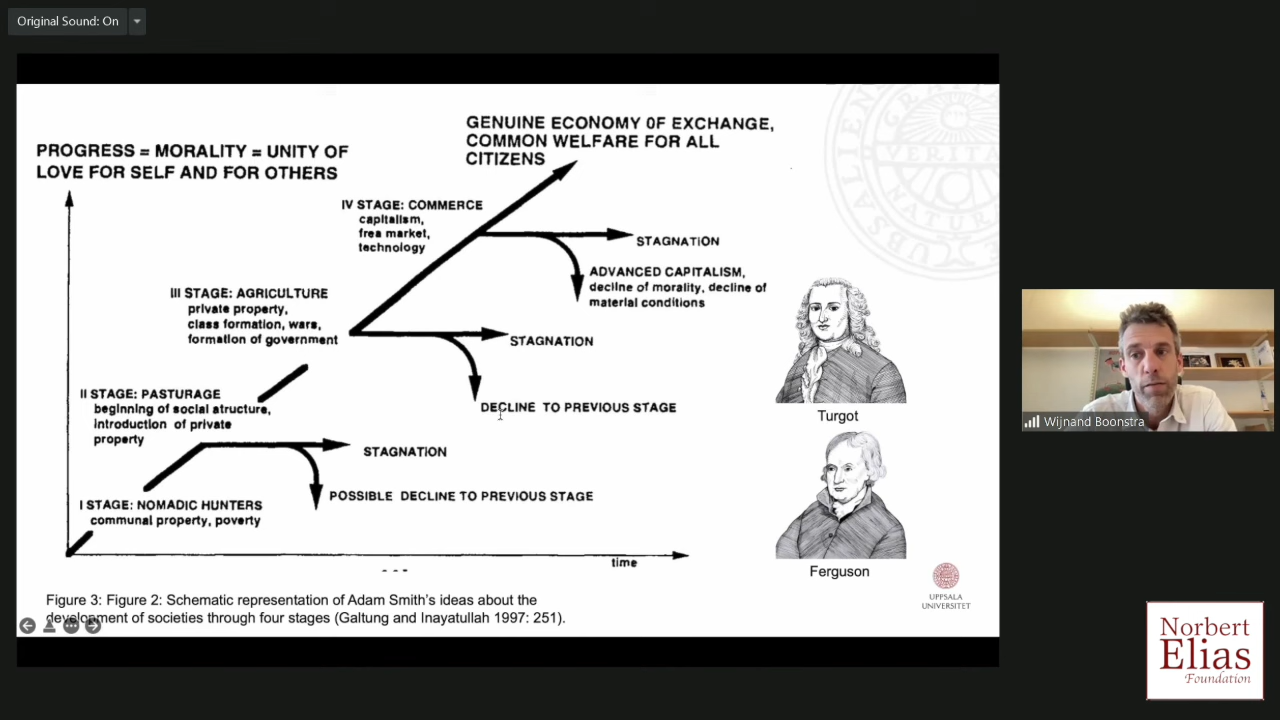 Original Sound: On
PROGRESS = MORALITY = UNITY OF
LOVE FOR SELF AND FOR OTHERS
GENUINE ECONOMY OF EXCHANGE,
COMMON WELFARE FOR ALL
CITIZENS
IV STAGE: COMMERCE
capitalism,
frea market,
technology
STAGNATION
ADVANCED CAPITALISM,
decline of morality, decline of
material conditions
III STAGE: AGRICULTURE
private property,
class formation, wars,
formation of government
STAGNATION
DECLINE TO PREVIOUS STAGE
II STAGE: PASTURAGE
beginning of social atructure,
introduction of private
property
STAGNATION
POSSIBLE DECLINE TO PREVIOUS STAGE
I STAGE: NOMADIC HUNTERS
communal property, poverty
time
Figure 3: Figure 2: Schematic representation of Adam Smith's ideas about the
development of societies through four stages (Galtung and Inayatullah 1997: 251).
Turgot
Ferguson
VERITA
NATUR
UPPSALA
UNIVERSITET
Wijnand Boonstra
Norbert
Elias
Foundation